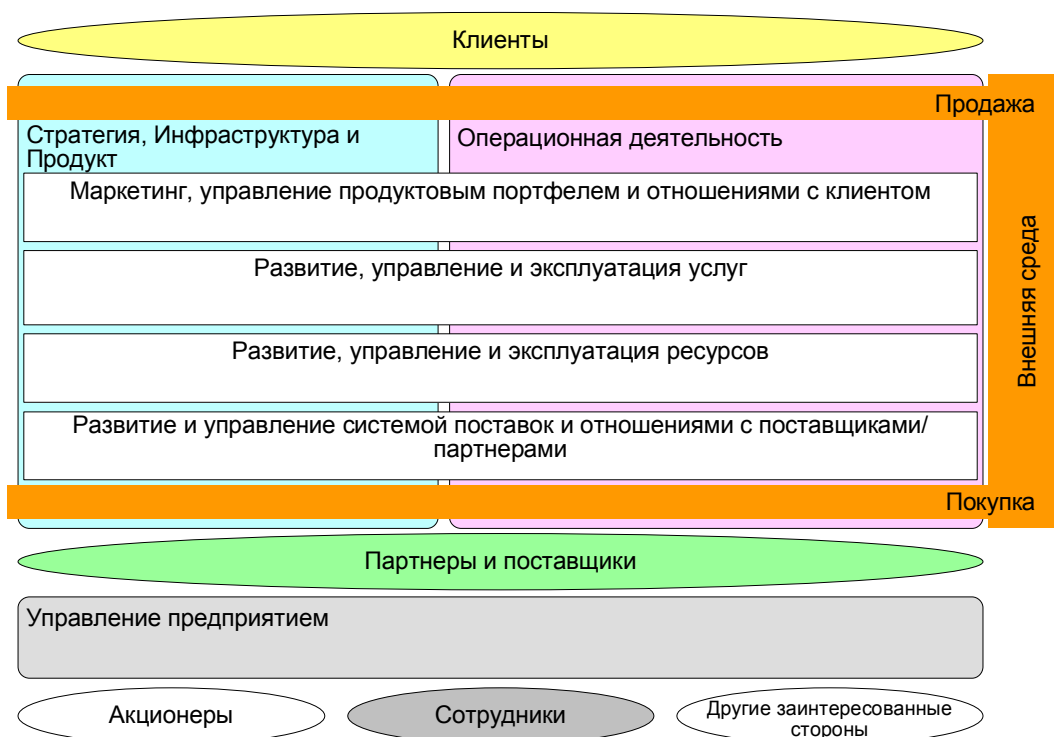 Клиенты
Продажа
Стратегия, Инфраструктура и
Продукт
Операционная деятельность
Маркетинг, управление продуктовым портфелем и отношениями с клиентом
Развитие, управление и эксплуатация услуг
Развитие, управление и эксплуатация ресурсов
Развитие и управление системой поставок и отношениями с поставщиками/
партнерами
Внешняя среда
Покупка
Партнеры и поставщики
Управление предприятием
Акционеры
Сотрудники
Другие заинтересованные
стороны